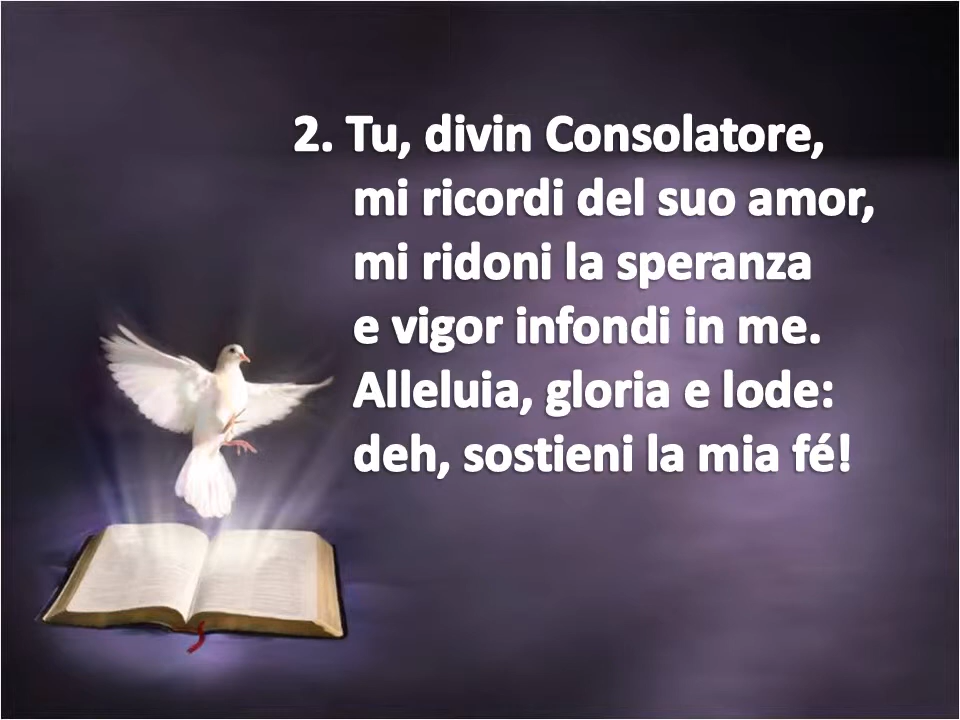 2. Tu, divin Consolatore,
mi ricordi del suo amor,
mi ridoni la speranza
e vigor infondi in me.
Alleluia, gloria e lode:
deh, sostieni la mia fé!